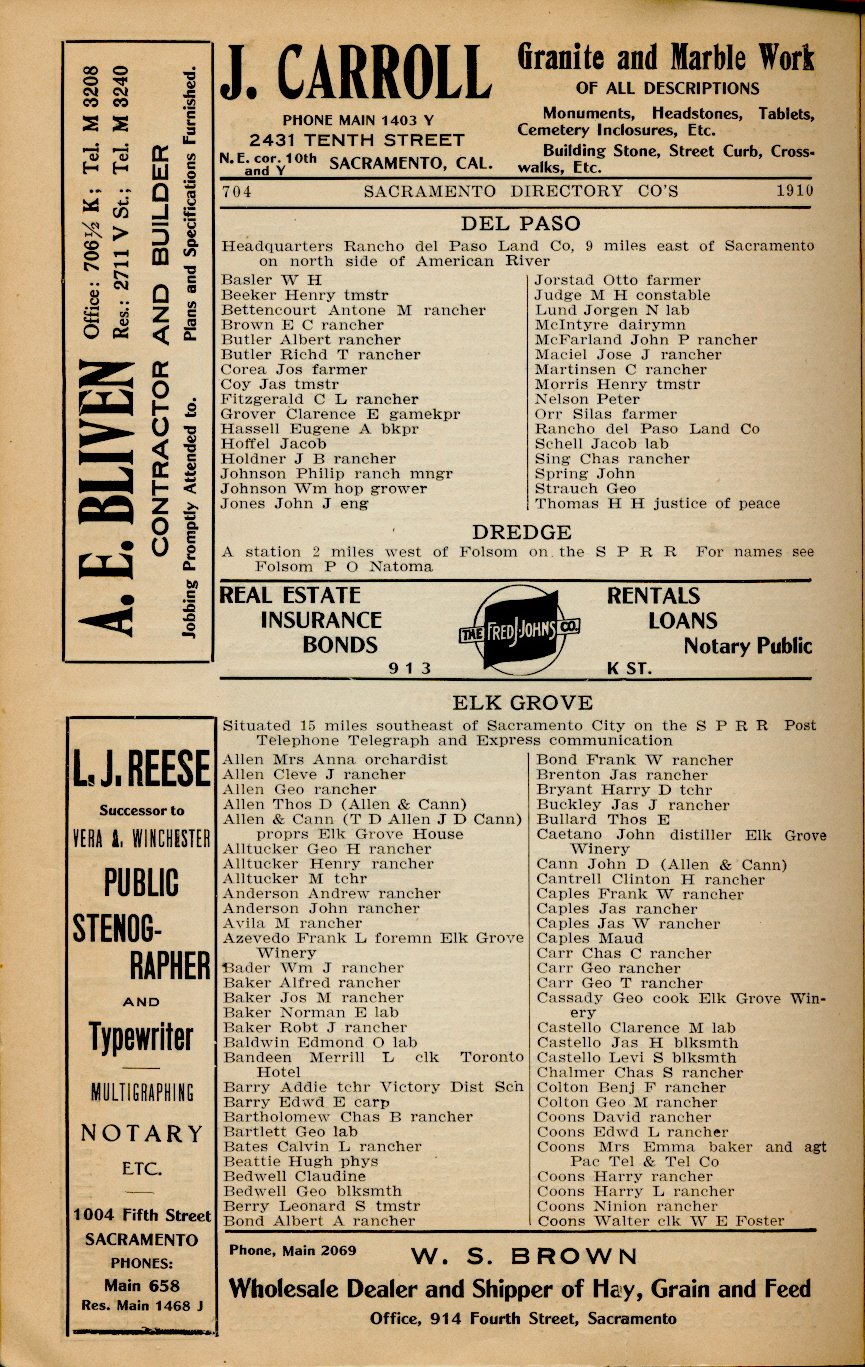 J. CARROLL
PHONE MAIN 1403 Y
2431 TENTH STREET
N. E. cor. 10th and Y SACRAMENTO, CAL.
Granite and Marble Work
OF ALL DESCRIPTIONS
Monuments, Headstones, Tablets,
Cemetery Inclosures, Etc.
Building Stone, Street Curb, Cross-
walks, Etc.
704 SACRAMENTO DIRECTORY CO'S 1910
A. E. BLIVEN
Office: 706½ K; Tel. M 3208
Res.: 2711 V St.; Tel. M 3240
CONTRACTOR AND BUILDER
Jobbing Promptly Attended to. Plans and Specifications Furnished.
DEL PASO
Headquarters Rancho del Paso Land Co, 9 miles east of Sacramento
on north side of American River
Basler W H
Beeker Henry tmstr
Bettencourt Antone M rancher
Brown E C rancher
Butler Albert rancher
Butler Richd T rancher
Corea Jos farmer
Coy Jas tmstr
Fitzgerald C L rancher
Grover Clarence E gamekpr
Hassell Eugene A bkpr
Hoffel Jacob
Holdner J B rancher
Johnson Philip ranch mngr
Johnson Wm hop grower
Jones John J eng
Jorstad Otto farmer
Judge M H constable
Lund Jorgen N lab
McIntyre dairymn
McFarland John P rancher
Maciel Jose J rancher
Martinsen C rancher
Morris Henry tmstr
Nelson Peter
Orr Silas farmer
Rancho del Paso Land Co
Schell Jacob lab
Sing Chas rancher
Spring John
Strauch Geo
Thomas H H justice of peace
DREDGE
A station 2 miles west of Folsom on the S P R R For names see
Folsom P O Natoma
REAL ESTATE
INSURANCE
BONDS
913
THE FRED J. JOHNS CO.
RENTALS
LOANS
Notary Public
K ST.
L. J. REESE
Successor to
VERA A. WINCHESTER
PUBLIC
STENOG-
RAPHER
AND
Typewriter
MULTIGRAPHING
NOTARY
ETC.
1004 Fifth Street
SACRAMENTO
PHONES:
Main 658
Res. Main 1468 J
ELK GROVE
Situated 15 miles southeast of Sacramento City on the S P R R Post
Telephone Telegraph and Express communication
Allen Mrs Anna orchardist
Allen Cleve J rancher
Allen Geo rancher
Allen Thos D (Allen & Cann)
Allen & Cann (T D Allen J D Cann)
proprs Elk Grove House
Alltucker Geo H rancher
Alltucker Henry rancher
Alltucker M tchr
Anderson Andrew rancher
Anderson John rancher
Avila M rancher
Azevedo Frank L foremn Elk Grove
Winery
Bader Wm J rancher
Baker Alfred rancher
Baker Jos M rancher
Baker Norman E lab
Baker Robt J rancher
Baldwin Edmond O lab
Bandeen Merrill L clk Toronto
Hotel
Barry Addie tchr Victory Dist Sch
Barry Edwd E carp
Bartholomew Chas B rancher
Bartlett Geo lab
Bates Calvin L rancher
Beattie Hugh phys
Bedwell Claudine
Bedwell Geo blksmth
Berry Leonard S tmstr
Bond Albert A rancher
Bond Frank W rancher
Brenton Jas rancher
Bryant Harry D tchr
Buckley Jas J rancher
Bullard Thos E
Caetano John distiller Elk Grove
Winery
Cann John D (Allen & Cann)
Cantrell Clinton H rancher
Caples Frank W rancher
Caples Jas rancher
Caples Jas W rancher
Caples Maud
Carr Chas C rancher
Carr Geo rancher
Carr Geo T rancher
Cassady Geo cook Elk Grove Win-
ery
Castello Clarence M lab
Castello Jas H blksmth
Castello Levi S blksmth
Chalmer Chas S rancher
Colton Benj F rancher
Colton Geo M rancher
Coons David rancher
Coons Edwd L rancher
Coons Mrs Emma baker and agt
Pac Tel & Tel Co
Coons Harry rancher
Coons Harry L rancher
Coons Ninion rancher
Coons Walter clk W E Foster
Phone, Main 2069 W. S. BROWN
Wholesale Dealer and Shipper of Hay, Grain and Feed
Office, 914 Fourth Street, Sacramento